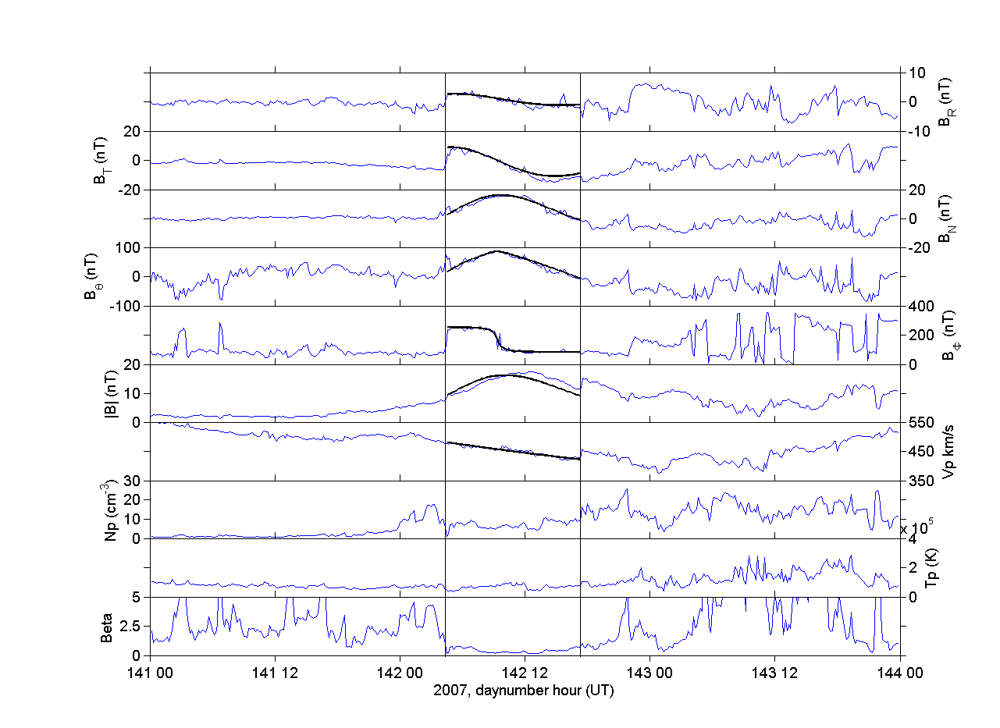 10
0
-10
B_R (nT)
20
0
-20
B_T (nT)
20
0
-20
B_N (nT)
100
0
-100
B_θ (nT)
400
200
0
B_Φ (nT)
20
10
0
|B| (nT)
550
450
350
Vp km/s
30
20
10
0
Np (cm⁻³)
x 10⁵
4
2
0
Tp (K)
5
2.5
0
Beta
141 00 141 12 142 00 142 12 143 00 143 12 144 00
2007, daynumber hour (UT)